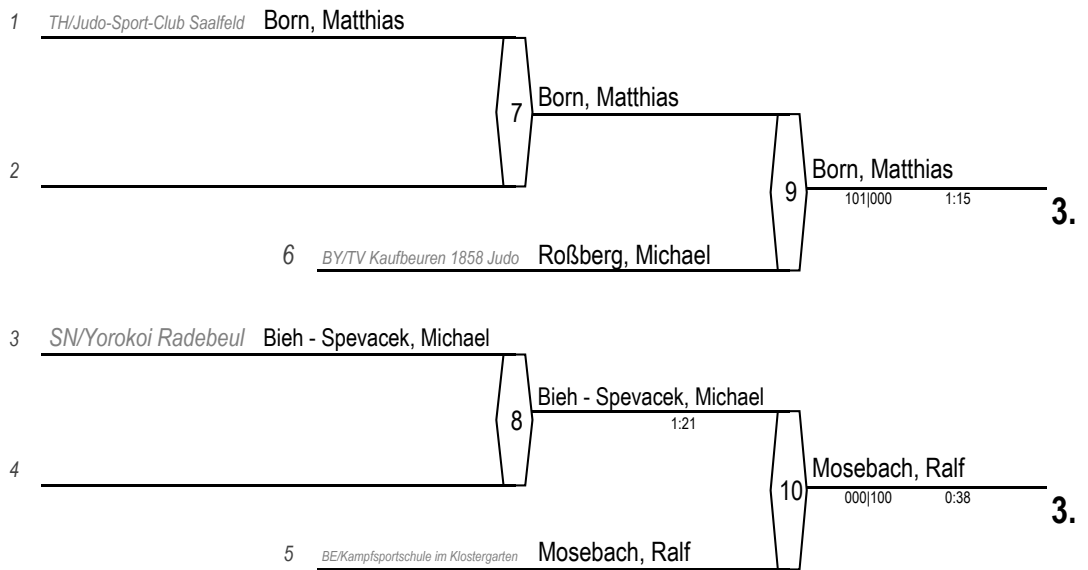 1 TH/Judo-Sport-Club Saalfeld Born, Matthias
7 Born, Matthias
2
9 Born, Matthias
101|000 1:15
3.
6 BY/TV Kaufbeuren 1858 Judo Roßberg, Michael
3 SN/Yorokoi Radebeul Bieh - Spevacek, Michael
8 Bieh - Spevacek, Michael
1:21
4
10 Mosebach, Ralf
000|100 0:38
3.
5 BE/Kampfsportschule im Klostergarten Mosebach, Ralf